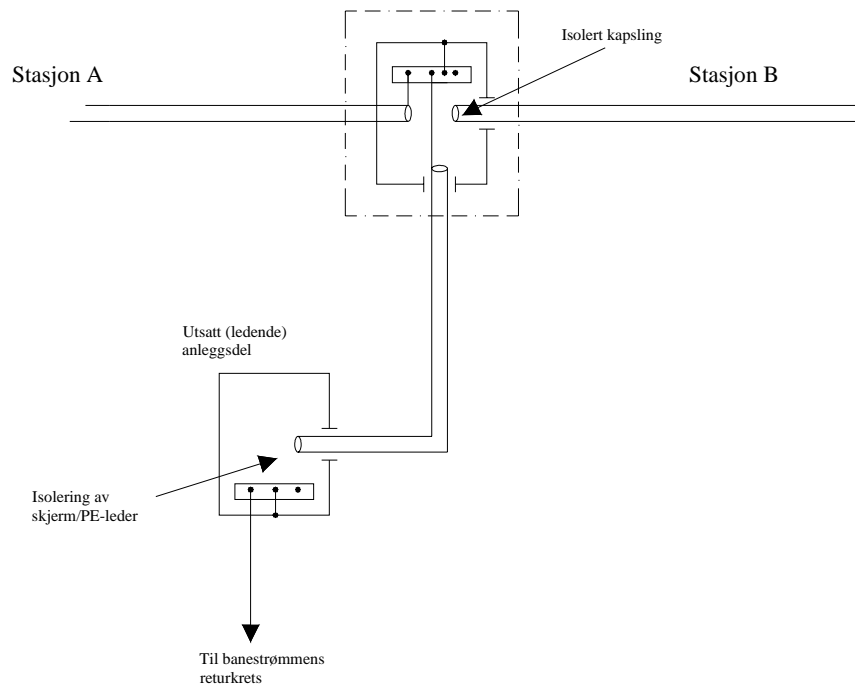 Isolert kapsling
Stasjon A
Stasjon B
Utsatt (ledende)
anleggsdel
Isolering av
skjerm/PE-leder
Til banestrømmens
returkrets